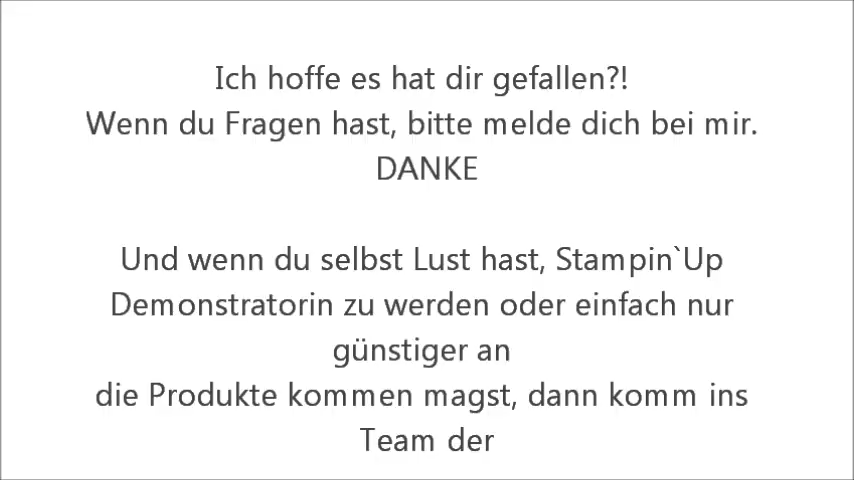 Ich hoffe es hat dir gefallen?!
Wenn du Fragen hast, bitte melde dich bei mir.
DANKE
Und wenn du selbst Lust hast, Stampin`Up
Demonstratorin zu werden oder einfach nur
günstiger an
die Produkte kommen magst, dann komm ins
Team der